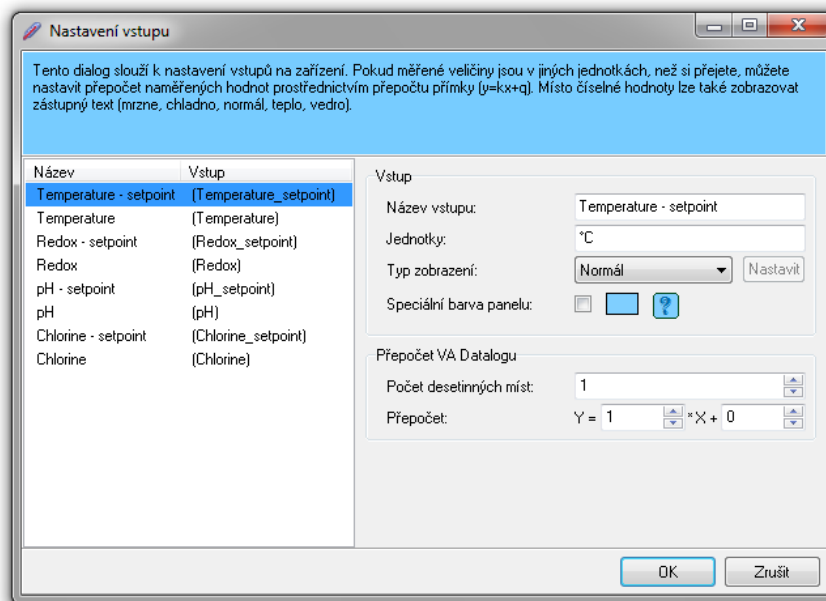 Nastavení vstupu
Tento dialog slouží k nastavení vstupů na zařízení. Pokud měřené veličiny jsou v jiných jednotkách, než si přejete, můžete
nastavit přepočet naměřených hodnot prostřednictvím přepočtu přímky (y=kx+q). Místo číselné hodnoty lze také zobrazovat
zástupný text (mrzne, chladno, normál, teplo, vedro).
Název Vstup
Temperature - setpoint (Temperature_setpoint)
Temperature (Temperature)
Redox - setpoint (Redox_setpoint)
Redox (Redox)
pH - setpoint (pH_setpoint)
pH (pH)
Chlorine - setpoint (Chlorine_setpoint)
Chlorine (Chlorine)
Vstup
Název vstupu: Temperature - setpoint
Jednotky: °C
Typ zobrazení: Normál Nastavit
Speciální barva panelu: ?
Přepočet VA Datalogu
Počet desetinných míst: 1
Přepočet: Y = 1 *X + 0
OK Zrušit